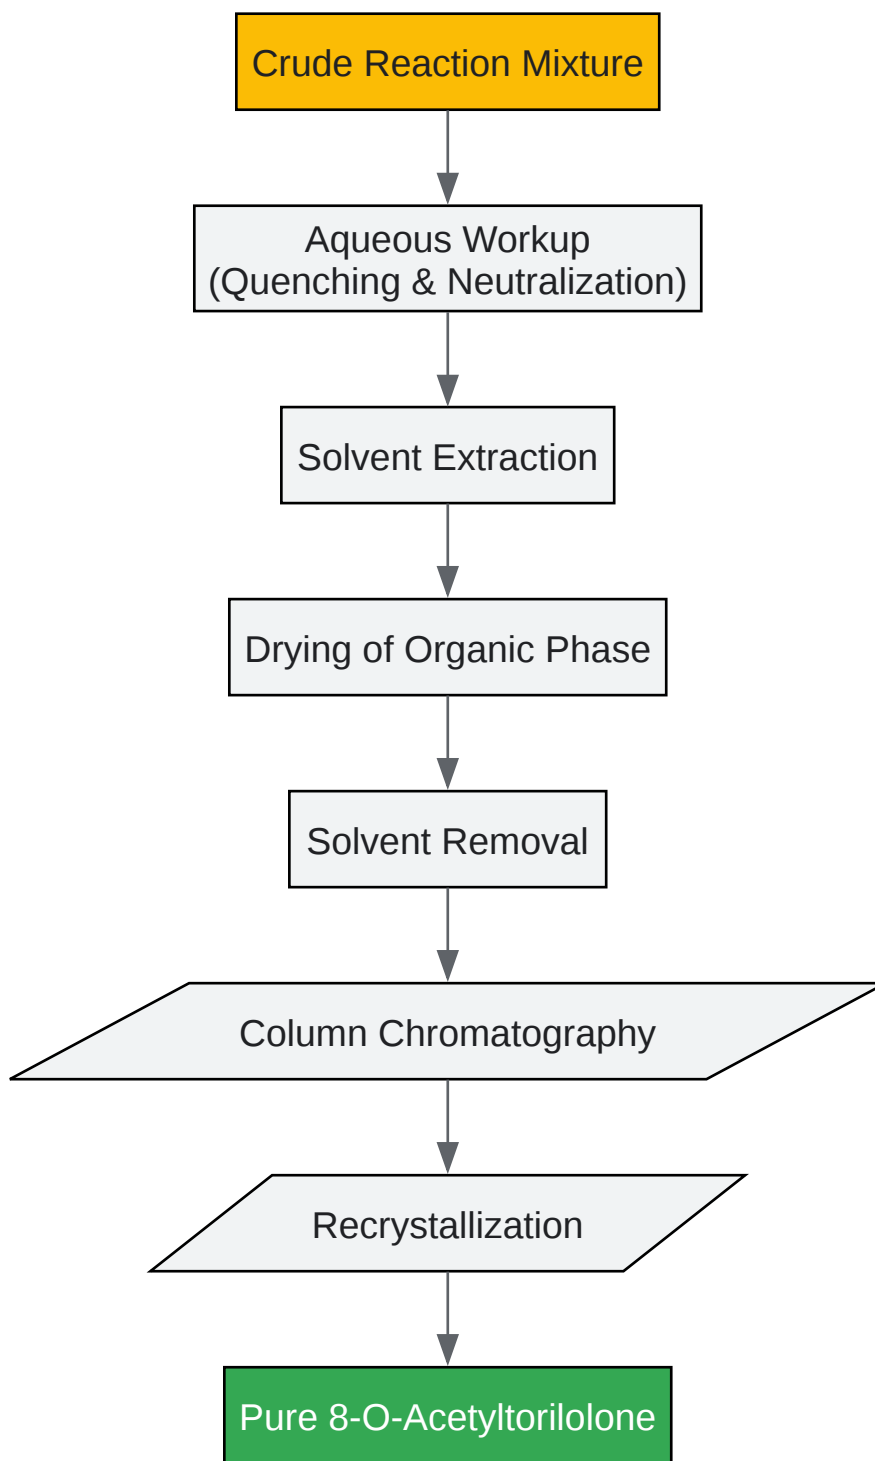 Crude Reaction Mixture
Aqueous Workup
(Quenching & Neutralization)
Solvent Extraction
Drying of Organic Phase
Solvent Removal
Column Chromatography
Recrystallization
Pure 8-O-Acetyltorilolone